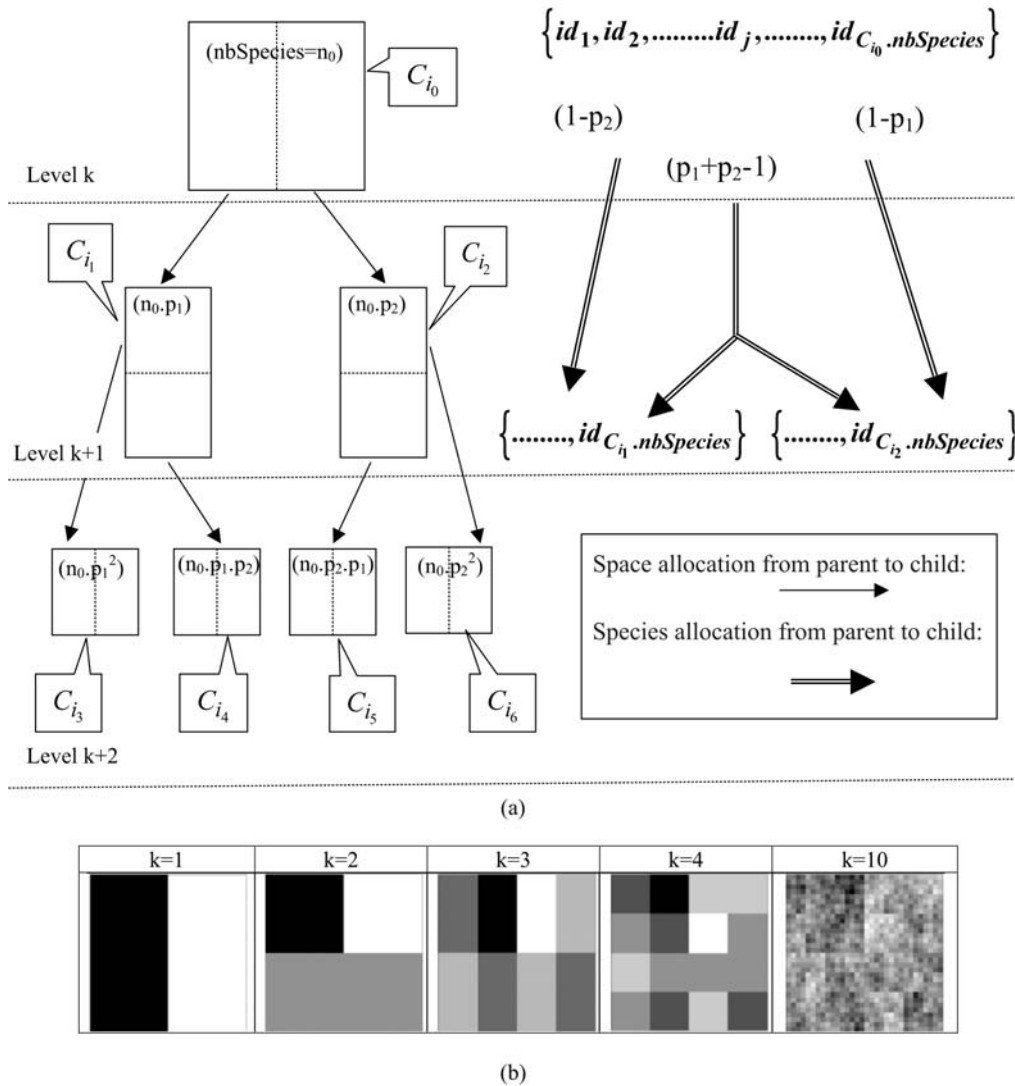 (nbSpecies=n₀)
C_{i₀}
{id₁, id₂, .........id_j, ........, id_{C_{i₀}.nbSpecies}}
(1-p₂)
(1-p₁)
(p₁+p₂-1)
Level k
C_{i₁}
C_{i₂}
(n₀.p₁)
(n₀.p₂)
{........, id_{C_{i₁}.nbSpecies}}
{........, id_{C_{i₂}.nbSpecies}}
Level k+1
(n₀.p₁²)
(n₀.p₁.p₂)
(n₀.p₂.p₁)
(n₀.p₂²)
Space allocation from parent to child:
Species allocation from parent to child:
C_{i₃}
C_{i₄}
C_{i₅}
C_{i₆}
Level k+2
(a)
k=1
k=2
k=3
k=4
k=10
(b)